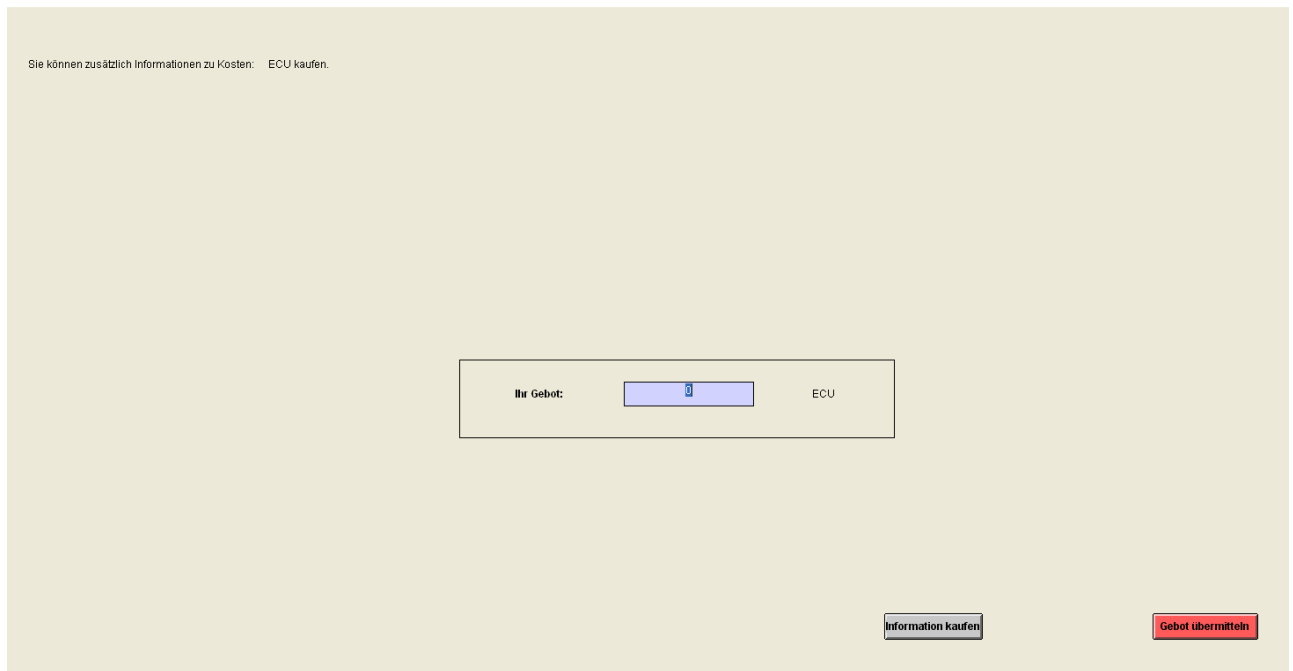 Sie können zusätzlich Informationen zu Kosten: ECU kaufen.
Ihr Gebot: 0 ECU
Information kaufen Gebot übermitteln